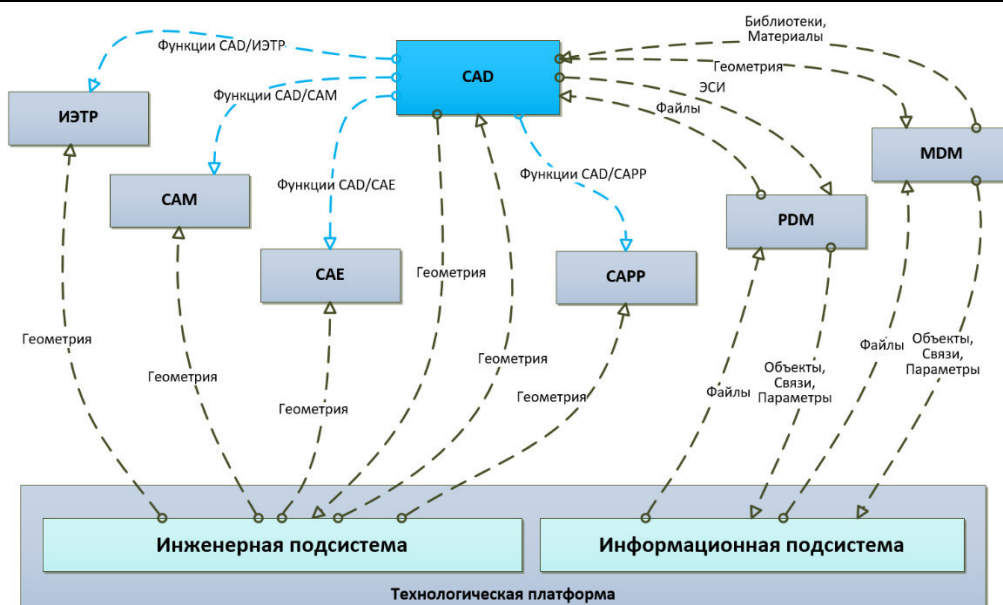 Библиотеки,
Материалы
Функции CAD/ИЭТР
CAD
Геометрия
ЭСИ
Функции CAD/CAM
Файлы
ИЭТР
MDM
CAM
Функции CAD/CAE
Функции CAD/CAPP
PDM
CAE
CAPP
Геометрия
Геометрия
Геометрия
Геометрия
Геометрия
Геометрия
Файлы
Объекты,
Связи,
Параметры
Файлы
Объекты,
Связи,
Параметры
Инженерная подсистема
Информационная подсистема
Технологическая платформа